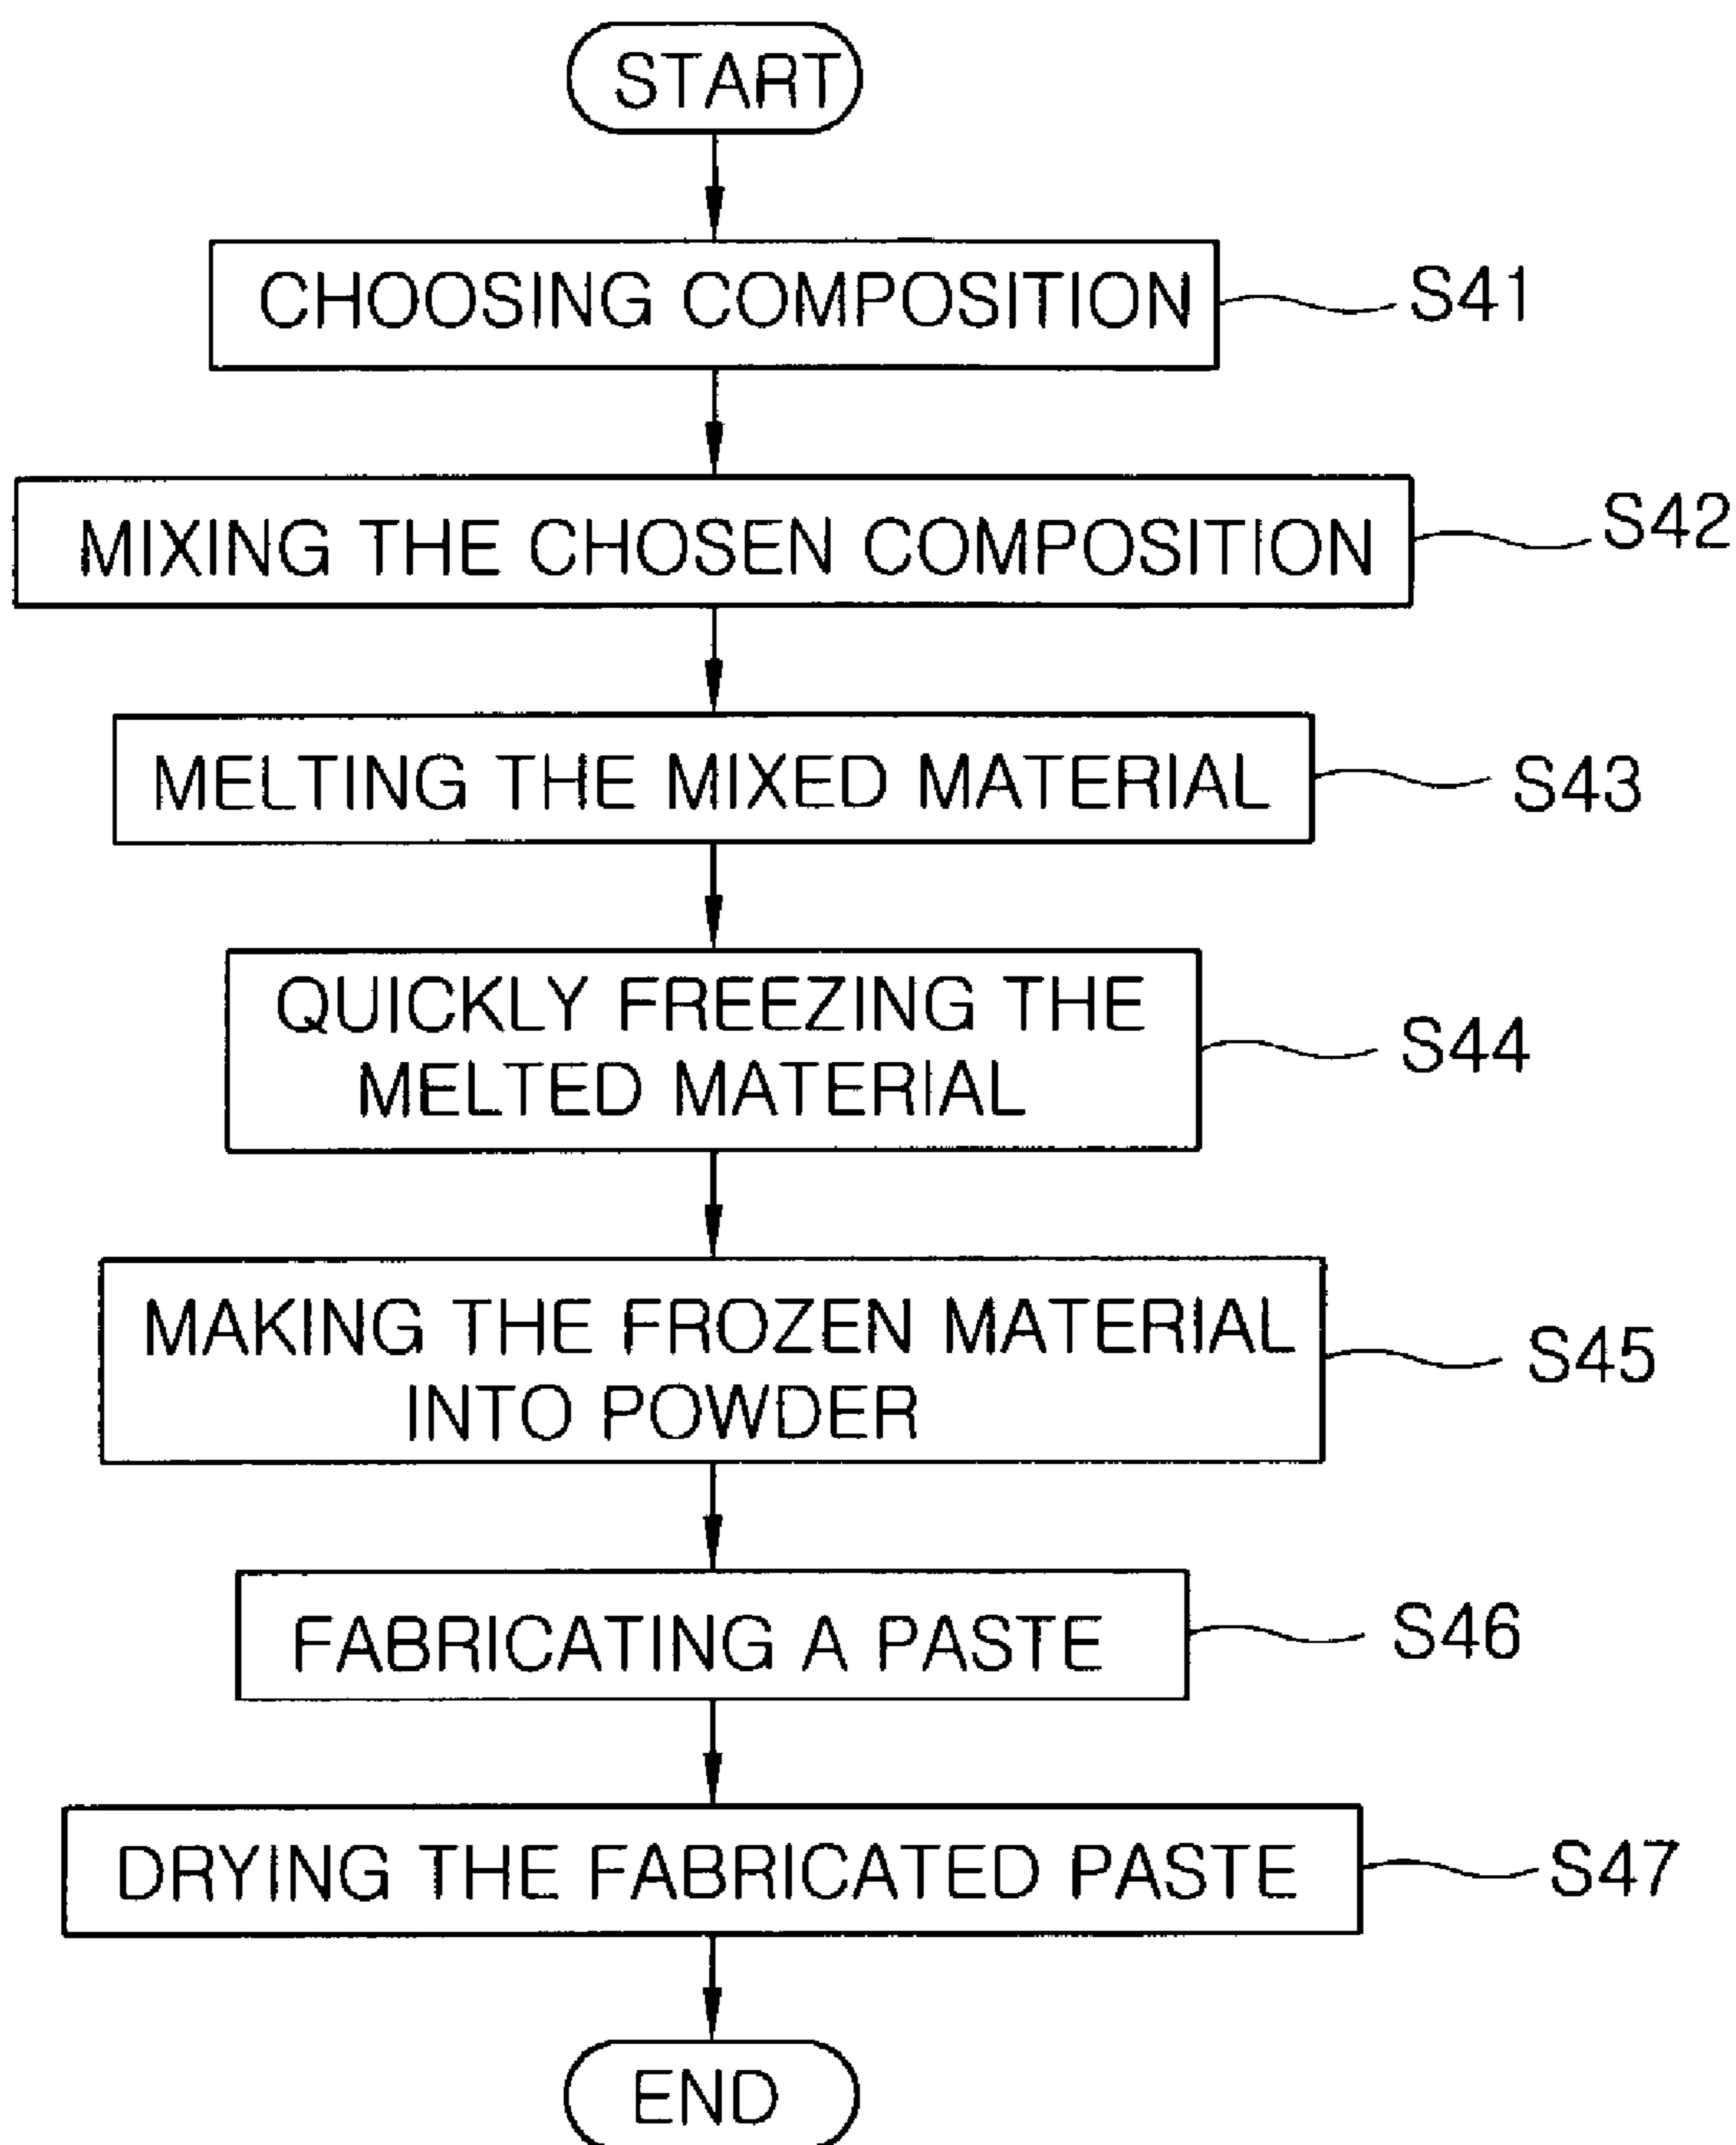 START
CHOOSING COMPOSITION
S41
MIXING THE CHOSEN COMPOSITION
S42
MELTING THE MIXED MATERIAL
S43
QUICKLY FREEZING THE
MELTED MATERIAL
S44
MAKING THE FROZEN MATERIAL
INTO POWDER
S45
FABRICATING A PASTE
S46
DRYING THE FABRICATED PASTE
S47
END